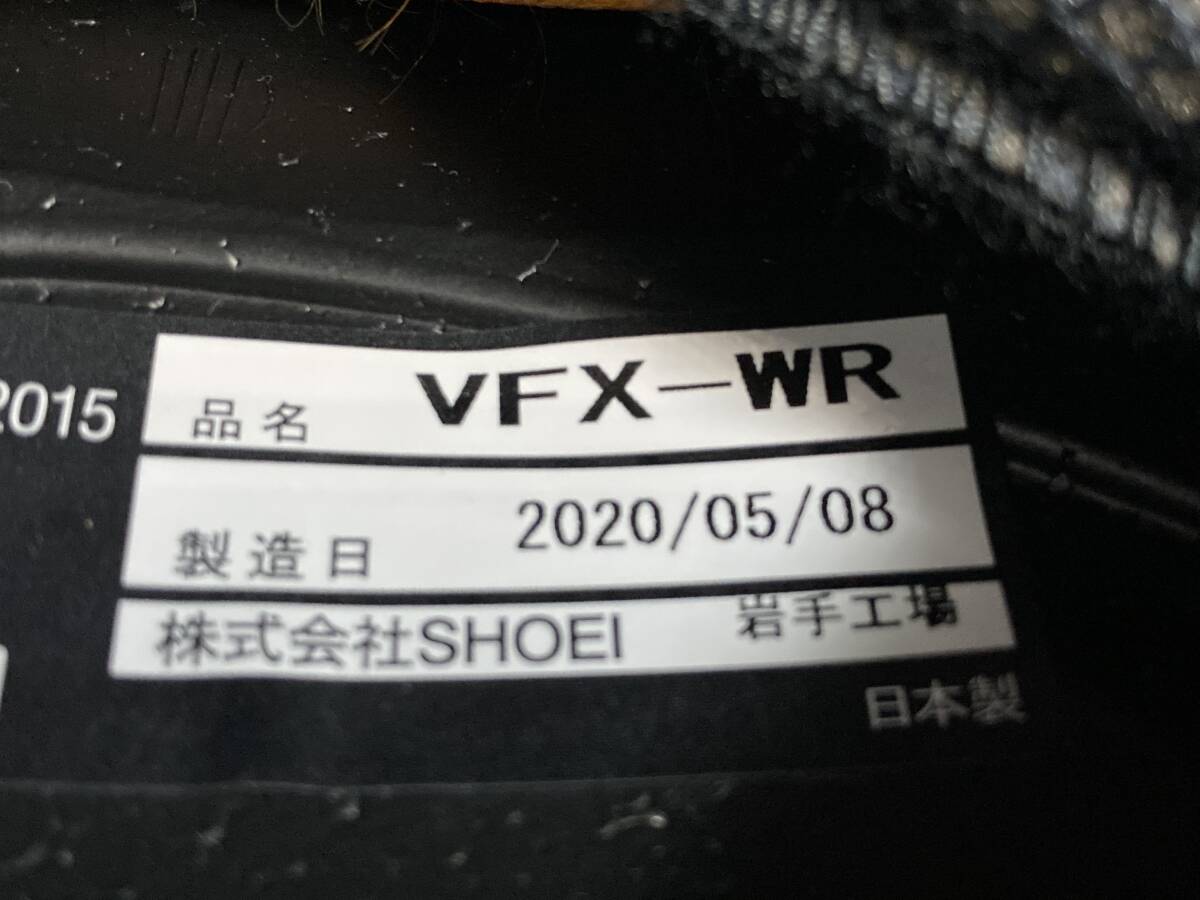 2015
品名 VFX-WR
製造日 2020/05/08
株式会社SHOEI 岩手工場
日本製